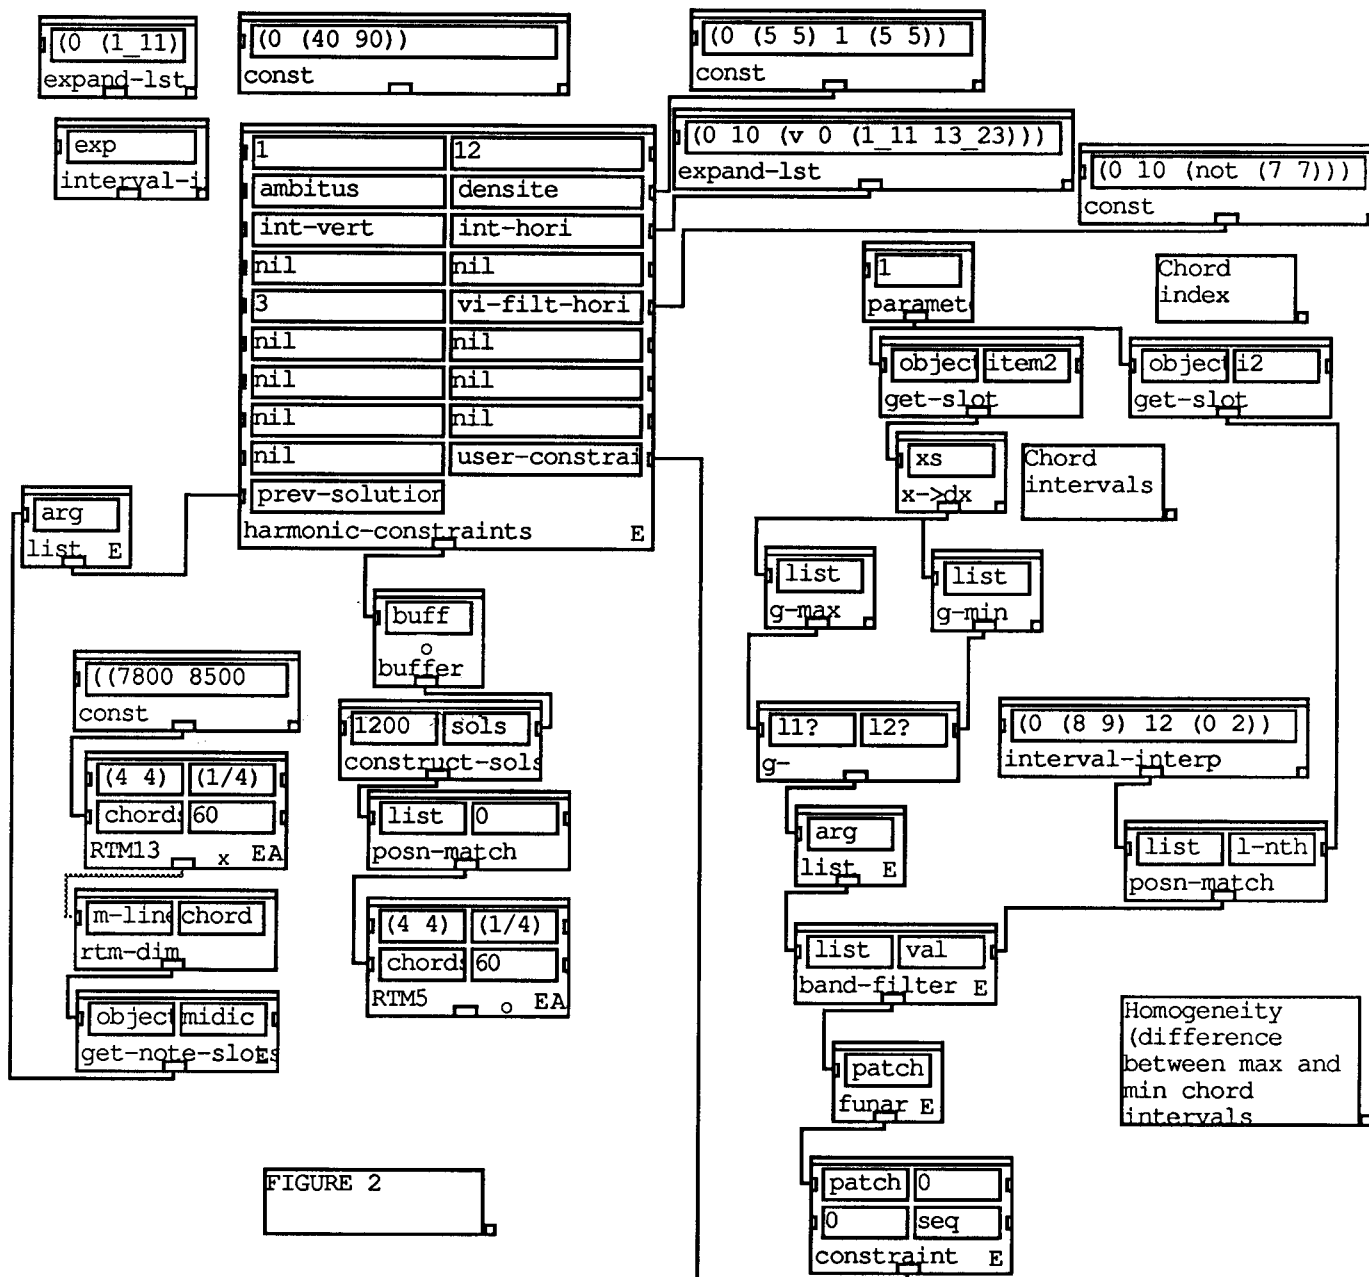 (0 (1_11)
expand-lst
(0 (40 90))
const
(0 (5 5) 1 (5 5))
const
exp
interval-i
1 12
ambitus densite
int-vert int-hori
nil nil
3 vi-filt-hori
nil nil
nil nil
nil nil
nil user-constrai
prev-solution
harmonic-constraints E
(0 10 (v 0 (1_11 13_23)))
expand-lst
(0 10 (not (7 7)))
const
1
paramet
Chord
index
object item2
get-slot
object i2
get-slot
xs
x->dx
Chord
intervals
arg
list E
list
g-max
list
g-min
buff
buffer
((7800 8500
const
1200 sols
construct-sols
l1? l2?
g-
(0 (8 9) 12 (0 2))
interval-interp
(4 4) (1/4)
chords 60
RTM13 x EA
list 0
posn-match
arg
list E
list l-nth
posn-match
m-line chord
rtm-dim
(4 4) (1/4)
chords 60
RTM5 o EA
list val
band-filter E
object midic
get-note-slots
Homogeneity
(difference
between max and
min chord
intervals
patch
funar E
FIGURE 2
patch 0
0 seq
constraint E